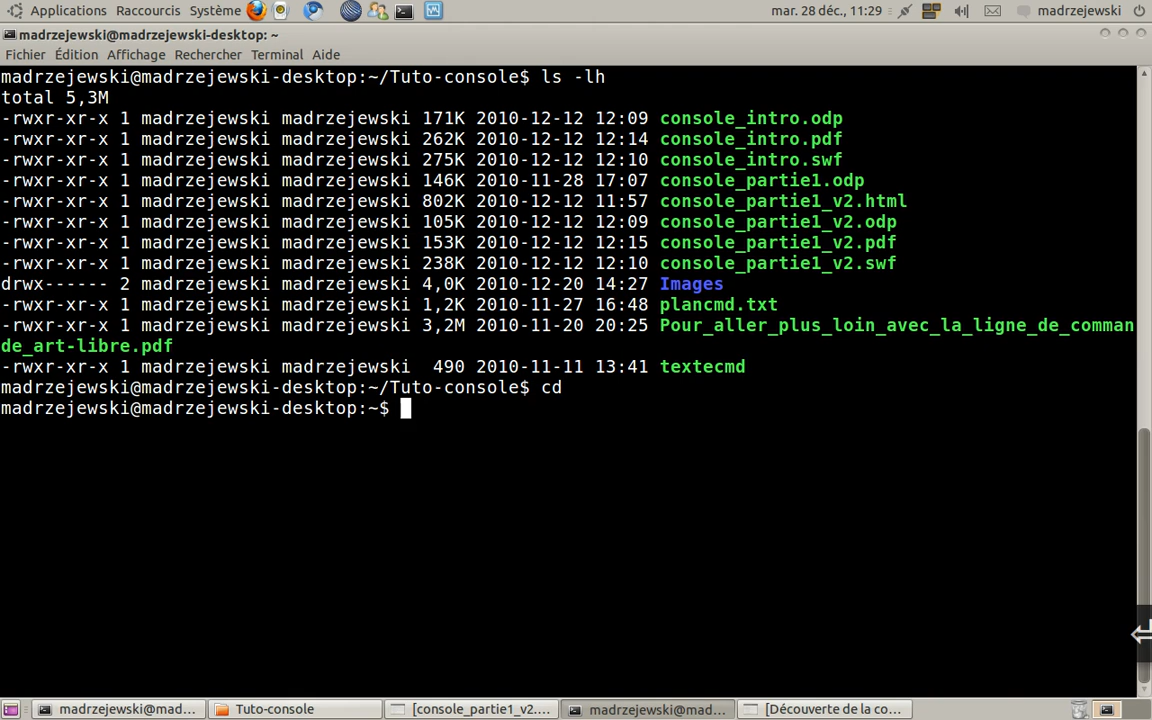 Applications Raccourcis Système mar. 28 déc., 11:29 madrzejewski
madrzejewski@madrzejewski-desktop: ~
Fichier Édition Affichage Rechercher Terminal Aide
madrzejewski@madrzejewski-desktop:~/Tuto-console$ ls -lh
total 5,3M
-rwxr-xr-x 1 madrzejewski madrzejewski 171K 2010-12-12 12:09 console_intro.odp
-rwxr-xr-x 1 madrzejewski madrzejewski 262K 2010-12-12 12:14 console_intro.pdf
-rwxr-xr-x 1 madrzejewski madrzejewski 275K 2010-12-12 12:10 console_intro.swf
-rwxr-xr-x 1 madrzejewski madrzejewski 146K 2010-11-28 17:07 console_partie1.odp
-rwxr-xr-x 1 madrzejewski madrzejewski 802K 2010-12-12 11:57 console_partie1_v2.html
-rwxr-xr-x 1 madrzejewski madrzejewski 105K 2010-12-12 12:09 console_partie1_v2.odp
-rwxr-xr-x 1 madrzejewski madrzejewski 153K 2010-12-12 12:15 console_partie1_v2.pdf
-rwxr-xr-x 1 madrzejewski madrzejewski 238K 2010-12-12 12:10 console_partie1_v2.swf
drwx------ 2 madrzejewski madrzejewski 4,0K 2010-12-20 14:27 Images
-rwxr-xr-x 1 madrzejewski madrzejewski 1,2K 2010-11-27 16:48 plancmd.txt
-rwxr-xr-x 1 madrzejewski madrzejewski 3,2M 2010-11-20 20:25 Pour_aller_plus_loin_avec_la_ligne_de_comman
de_art-libre.pdf
-rwxr-xr-x 1 madrzejewski madrzejewski  490 2010-11-11 13:41 textecmd
madrzejewski@madrzejewski-desktop:~/Tuto-console$ cd
madrzejewski@madrzejewski-desktop:~$
madrzejewski@mad... Tuto-console [console_partie1_v2.... madrzejewski@mad... [Découverte de la co...